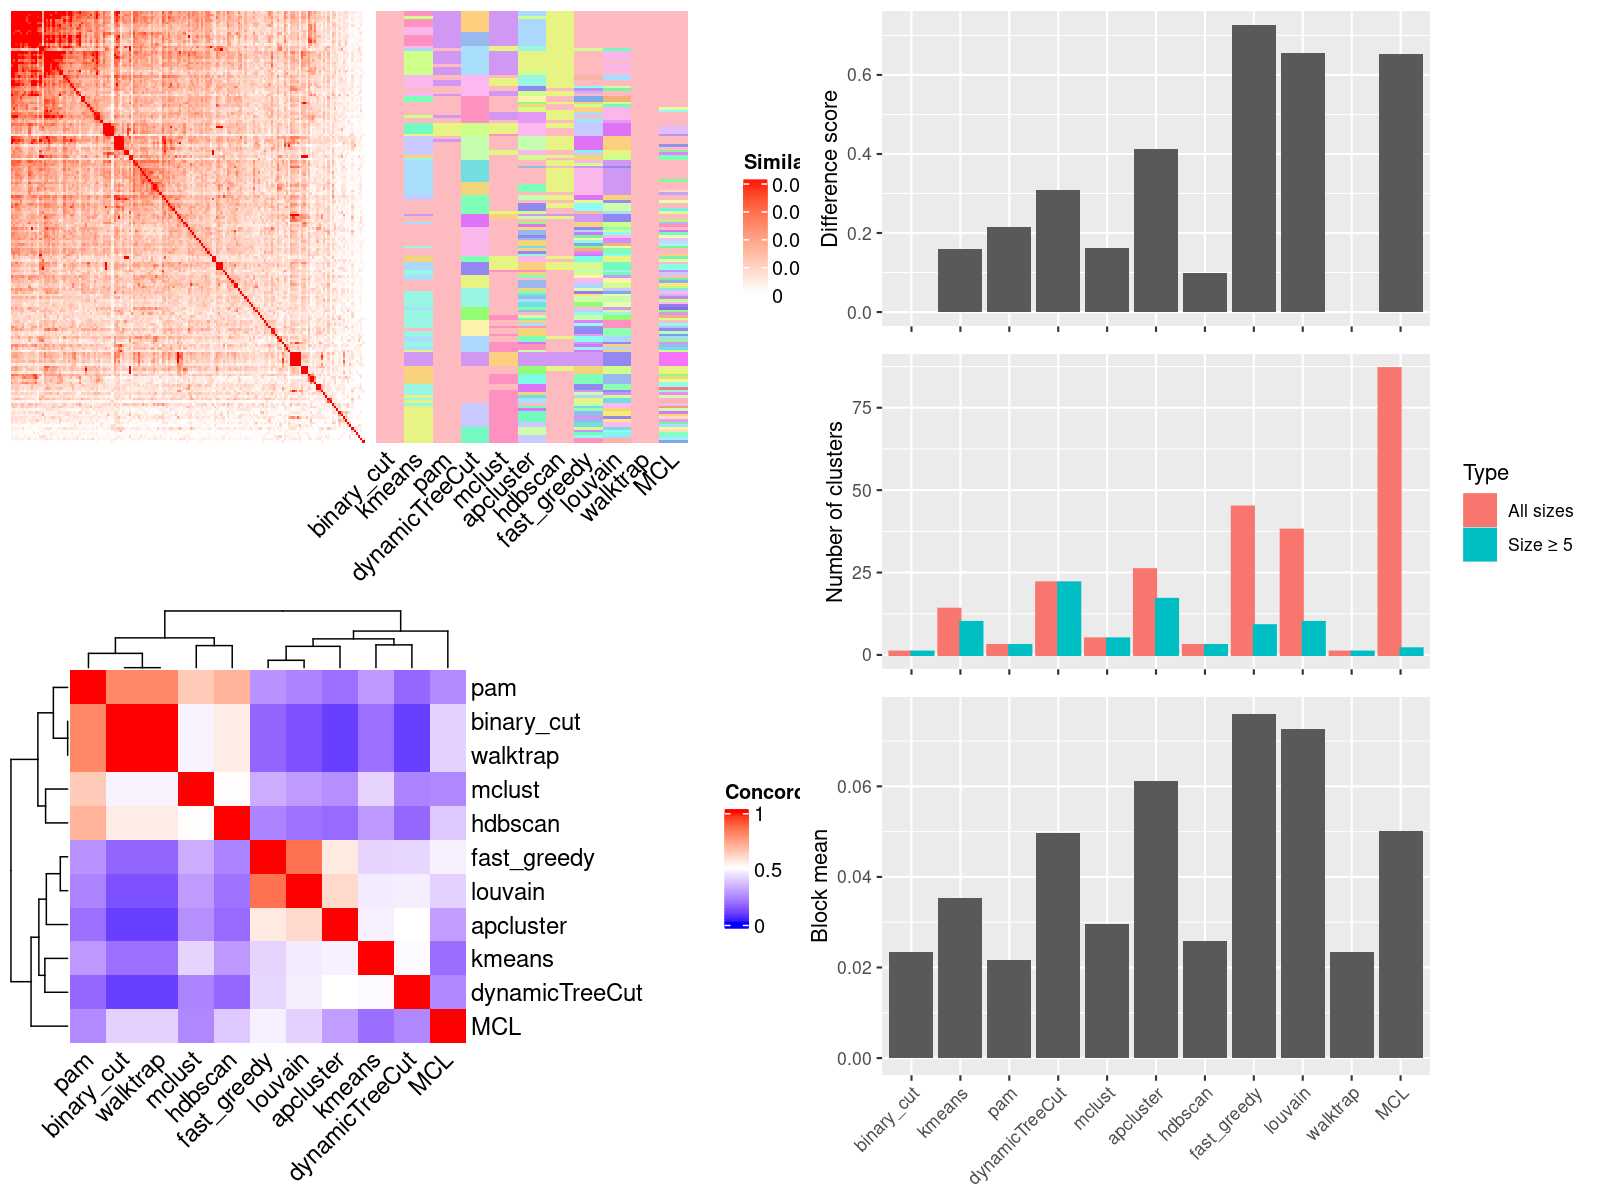 Simila
0.0
0.0
0.0
0.0
0
binary_cut
kmeans
pam
dynamicTreeCut
mclust
apcluster
hdbscan
fast_greedy
louvain
walktrap
MCL
pam
binary_cut
walktrap
mclust
hdbscan
fast_greedy
louvain
apcluster
kmeans
dynamicTreeCut
MCL
pam
binary_cut
walktrap
mclust
hdbscan
fast_greedy
louvain
apcluster
kmeans
dynamicTreeCut
MCL
Concord
1
0.5
0
Difference score
0.6
0.4
0.2
0.0
Number of clusters
75
50
25
0
Type
All sizes
Size ≥ 5
Block mean
0.06
0.04
0.02
0.00
binary_cut
kmeans
pam
dynamicTreeCut
mclust
apcluster
hdbscan
fast_greedy
louvain
walktrap
MCL